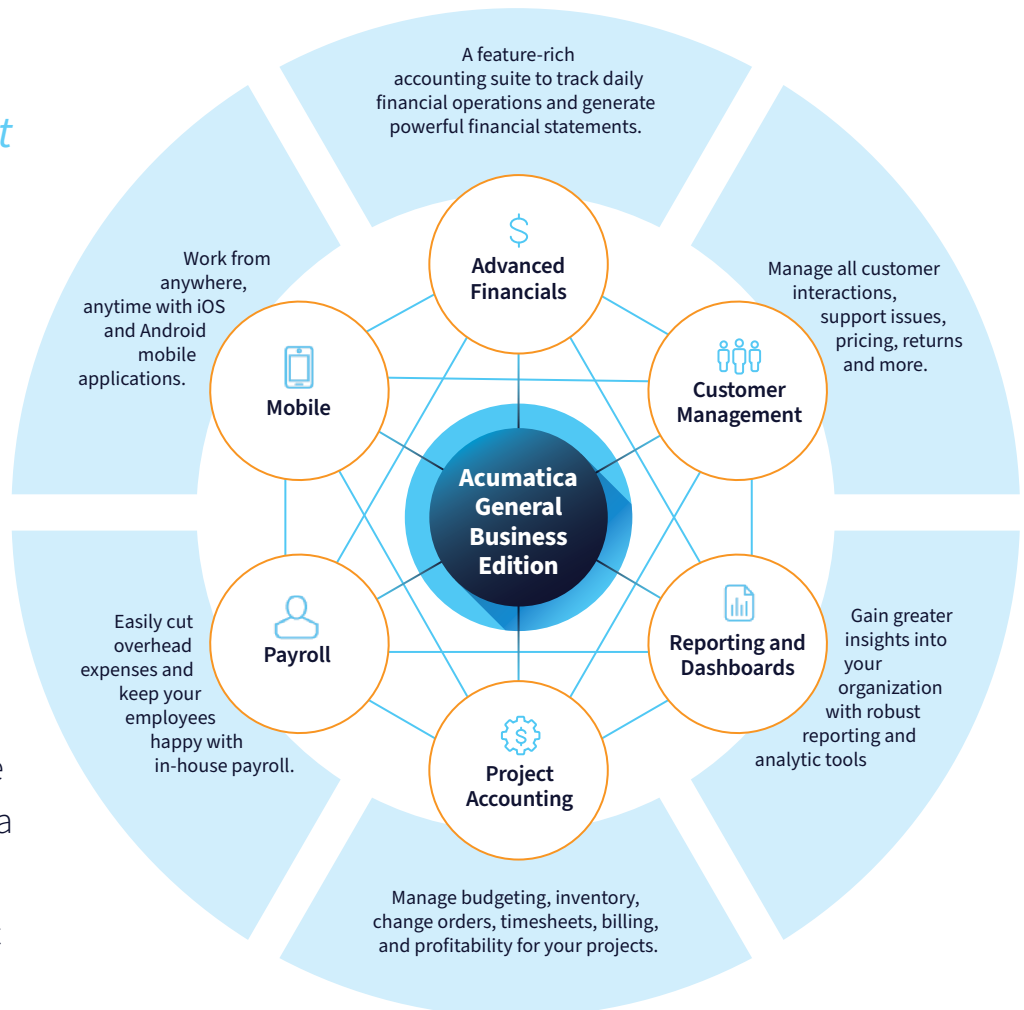 A feature-rich
accounting suite to track daily
financial operations and generate
powerful financial statements.
Advanced
Financials
Manage all customer
interactions,
support issues,
pricing, returns
and more.
Customer
Management
Gain greater
insights into
your
organization
with robust
reporting and
analytic tools
Reporting and
Dashboards
Project
Accounting
Manage budgeting, inventory,
change orders, timesheets, billing,
and profitability for your projects.
Payroll
Easily cut
overhead
expenses and
keep your
employees
happy with
in-house payroll.
Mobile
Work from
anywhere,
anytime with iOS
and Android
mobile
applications.
Acumatica
General
Business
Edition
t
e
a